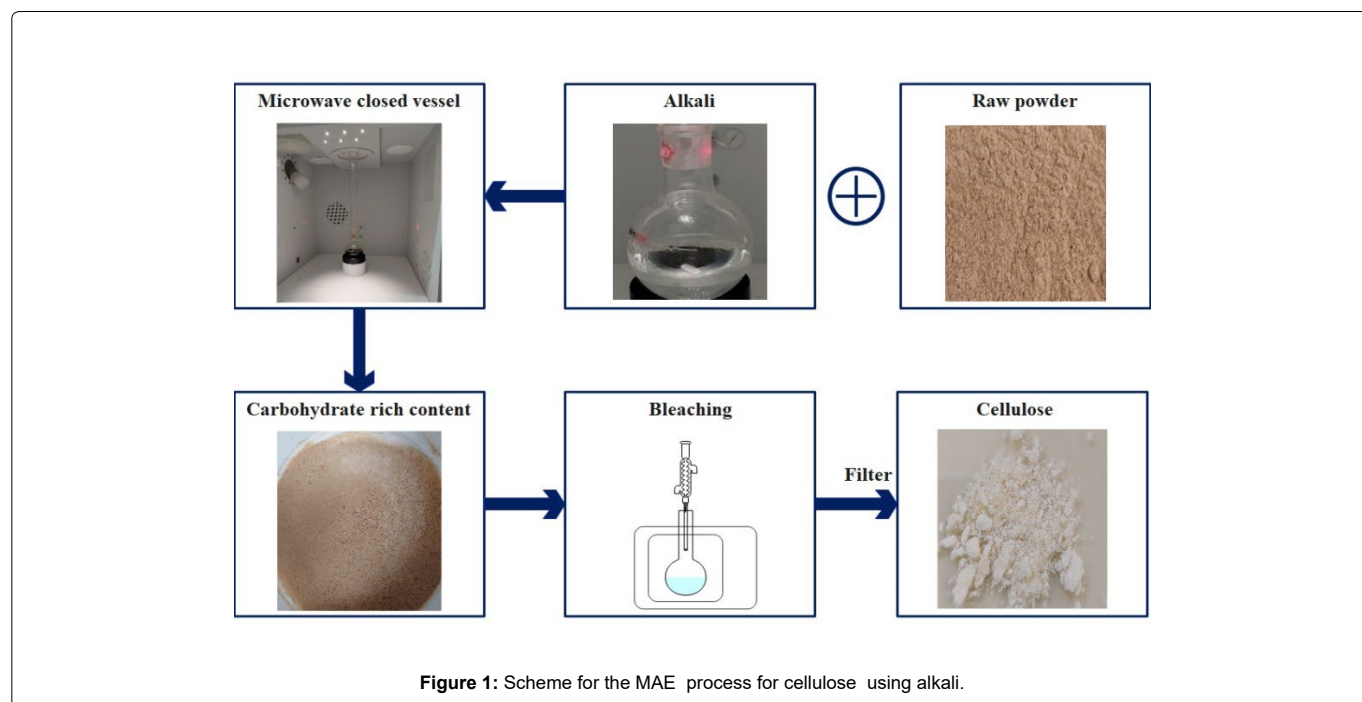 Microwave closed vessel
Alkali
Raw powder
Carbohydrate rich content
Bleaching
Filter
Cellulose
Figure 1: Scheme for the MAE process for cellulose using alkali.